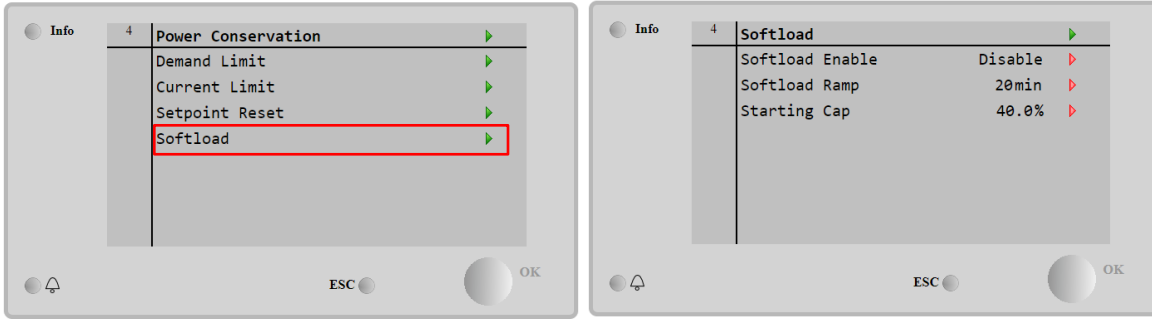 Info
4 Power Conservation
Demand Limit
Current Limit
Setpoint Reset
Softload
ESC
OK
Info
4 Softload
Softload Enable Disable
Softload Ramp 20min
Starting Cap 40.0%
ESC
OK